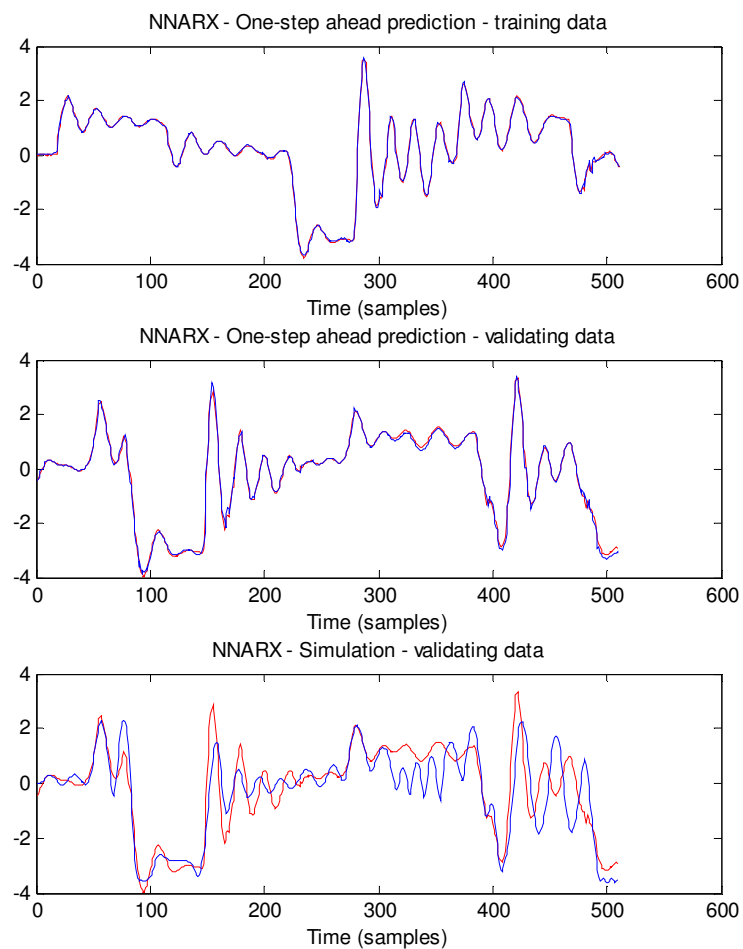 NNARX - One-step ahead prediction - training data
4
2
0
-2
-4
0 100 200 300 400 500 600
Time (samples)
NNARX - One-step ahead prediction - validating data
4
2
0
-2
-4
0 100 200 300 400 500 600
Time (samples)
NNARX - Simulation - validating data
4
2
0
-2
-4
0 100 200 300 400 500 600
Time (samples)